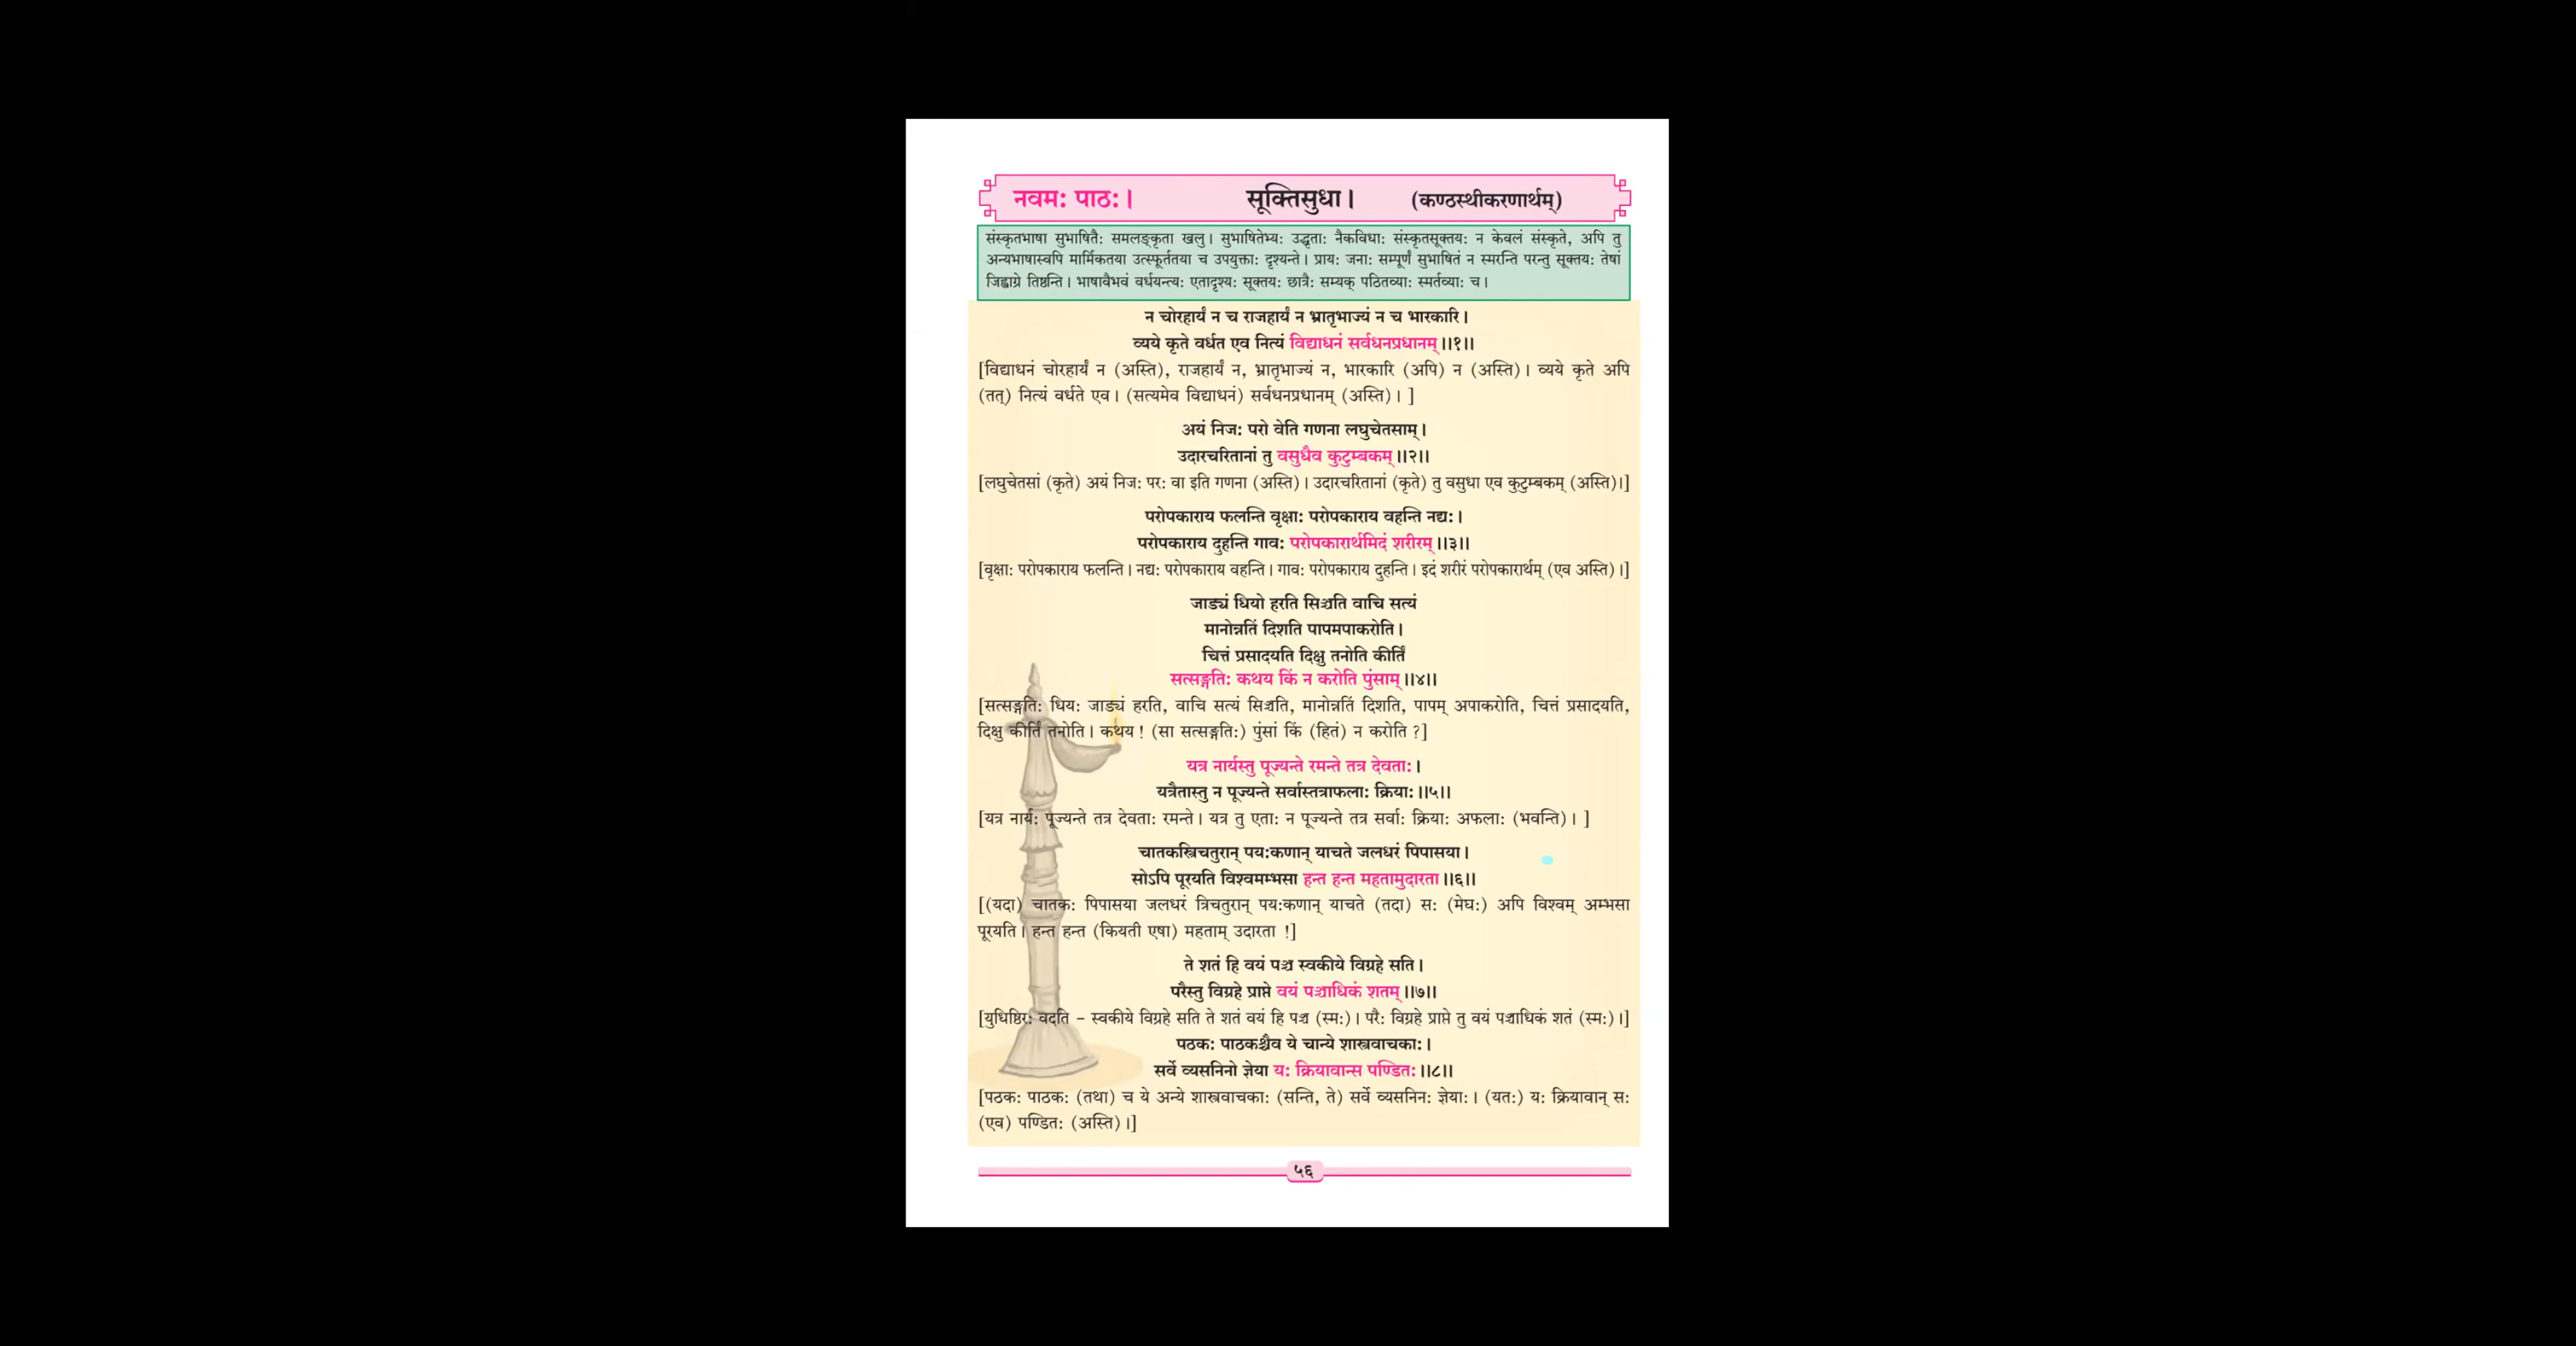 नवमः पाठः। सूक्तिसुधा। (कण्ठस्थीकरणार्थम्)
संस्कृतभाषा सुभाषितैः समलङ्कृता खलु। सुभाषितेभ्यः उद्धृताः नैकविधाः संस्कृतसूक्तयः न केवलं संस्कृते, अपि तु
अन्यभाषास्वपि मार्मिकतया उत्स्फूर्ततया च उपयुक्ताः दृश्यन्ते। प्रायः जनाः सम्पूर्णं सुभाषितं न स्मरन्ति परन्तु सूक्तयः तेषां
जिह्वाग्रे तिष्ठन्ति। भाषावैभवं वर्धयन्त्यः एतादृश्यः सूक्तयः छात्रैः सम्यक् पठितव्याः स्मर्तव्याः च।
न चोरहार्यं न च राजहार्यं न भ्रातृभाज्यं न च भारकारि।
व्यये कृते वर्धत एव नित्यं विद्याधनं सर्वधनप्रधानम्॥१॥
[विद्याधनं चोरहार्यं न (अस्ति), राजहार्यं न, भ्रातृभाज्यं न, भारकारि (अपि) न (अस्ति)। व्यये कृते अपि
(तत्) नित्यं वर्धते एव। (सत्यमेव विद्याधनं) सर्वधनप्रधानम् (अस्ति)। ]
अयं निजः परो वेति गणना लघुचेतसाम्।
उदारचरितानां तु वसुधैव कुटुम्बकम्॥२॥
[लघुचेतसां (कृते) अयं निजः परः वा इति गणना (अस्ति)। उदारचरितानां (कृते) तु वसुधा एव कुटुम्बकम् (अस्ति)।]
परोपकाराय फलन्ति वृक्षाः परोपकाराय वहन्ति नद्यः।
परोपकाराय दुहन्ति गावः परोपकारार्थमिदं शरीरम्॥३॥
[वृक्षाः परोपकाराय फलन्ति। नद्यः परोपकाराय वहन्ति। गावः परोपकाराय दुहन्ति। इदं शरीरं परोपकारार्थम् (एव अस्ति)।]
जाड्यं धियो हरति सिञ्चति वाचि सत्यं
मानोन्नतिं दिशति पापमपाकरोति।
चित्तं प्रसादयति दिक्षु तनोति कीर्तिं
सत्सङ्गतिः कथय किं न करोति पुंसाम्॥४॥
[सत्सङ्गतिः धियः जाड्यं हरति, वाचि सत्यं सिञ्चति, मानोन्नतिं दिशति, पापम् अपाकरोति, चित्तं प्रसादयति,
दिक्षु कीर्तिं तनोति। कथय ! (सा सत्सङ्गतिः) पुंसां किं (हितं) न करोति ?]
यत्र नार्यस्तु पूज्यन्ते रमन्ते तत्र देवताः।
यत्रैतास्तु न पूज्यन्ते सर्वास्तत्राफलाः क्रियाः॥५॥
[यत्र नार्यः पूज्यन्ते तत्र देवताः रमन्ते। यत्र तु एताः न पूज्यन्ते तत्र सर्वाः क्रियाः अफलाः (भवन्ति)। ]
चातकस्त्रिचतुरान् पयःकणान् याचते जलधरं पिपासया।
सोऽपि पूरयति विश्वमम्भसा हन्त हन्त महतामुदारता॥६॥
[(यदा) चातकः पिपासया जलधरं त्रिचतुरान् पयःकणान् याचते (तदा) सः (मेघः) अपि विश्वम् अम्भसा
पूरयति। हन्त हन्त (कियती एषा) महताम् उदारता !]
ते शतं हि वयं पञ्च स्वकीये विग्रहे सति।
परैस्तु विग्रहे प्राप्ते वयं पञ्चाधिकं शतम्॥७॥
[युधिष्ठिरः वदति – स्वकीये विग्रहे सति ते शतं वयं हि पञ्च (स्मः)। परैः विग्रहे प्राप्ते तु वयं पञ्चाधिकं शतं (स्मः)।]
पठकः पाठकश्चैव ये चान्ये शास्त्रवाचकाः।
सर्वे व्यसनिनो ज्ञेया यः क्रियावान्स पण्डितः॥८॥
[पठकः पाठकः (तथा) च ये अन्ये शास्त्रवाचकाः (सन्ति, ते) सर्वे व्यसनिनः ज्ञेयाः। (यतः) यः क्रियावान् सः
(एव) पण्डितः (अस्ति)।]
५६